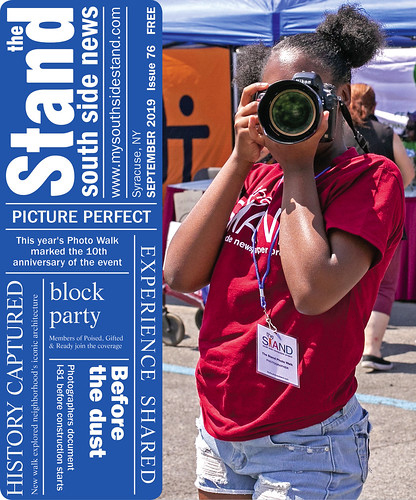 the
Stand
south side news
www.mysouthsidestand.com
Syracuse, NY
SEPTEMBER 2019 Issue 76 FREE
PICTURE PERFECT
This year's Photo Walk
marked the 10th
anniversary of the event
HISTORY CAPTURED
New walk explored neighborhood's iconic architecture
block
party
Members of Poised, Gifted
& Ready join the coverage
Before
the dust
Photographers document
I-81 before construction starts
EXPERIENCE SHARED
Nikon
STAND
STAND